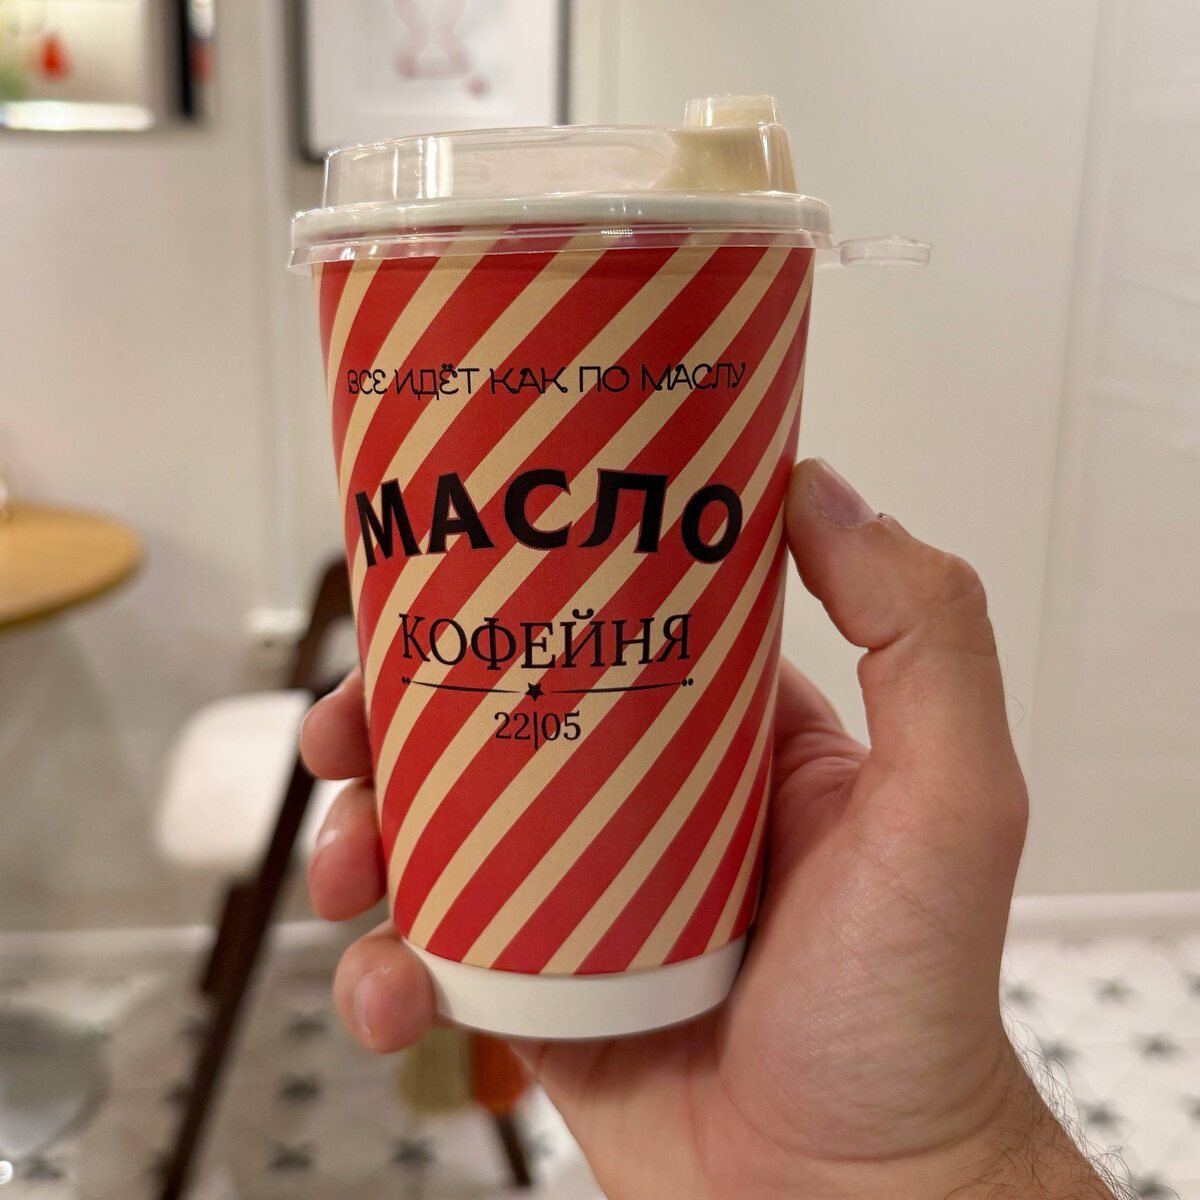 ВСЕ ИДЁТ КАК ПО МАСЛУ
МАСЛО
КОФЕЙНЯ
22|05